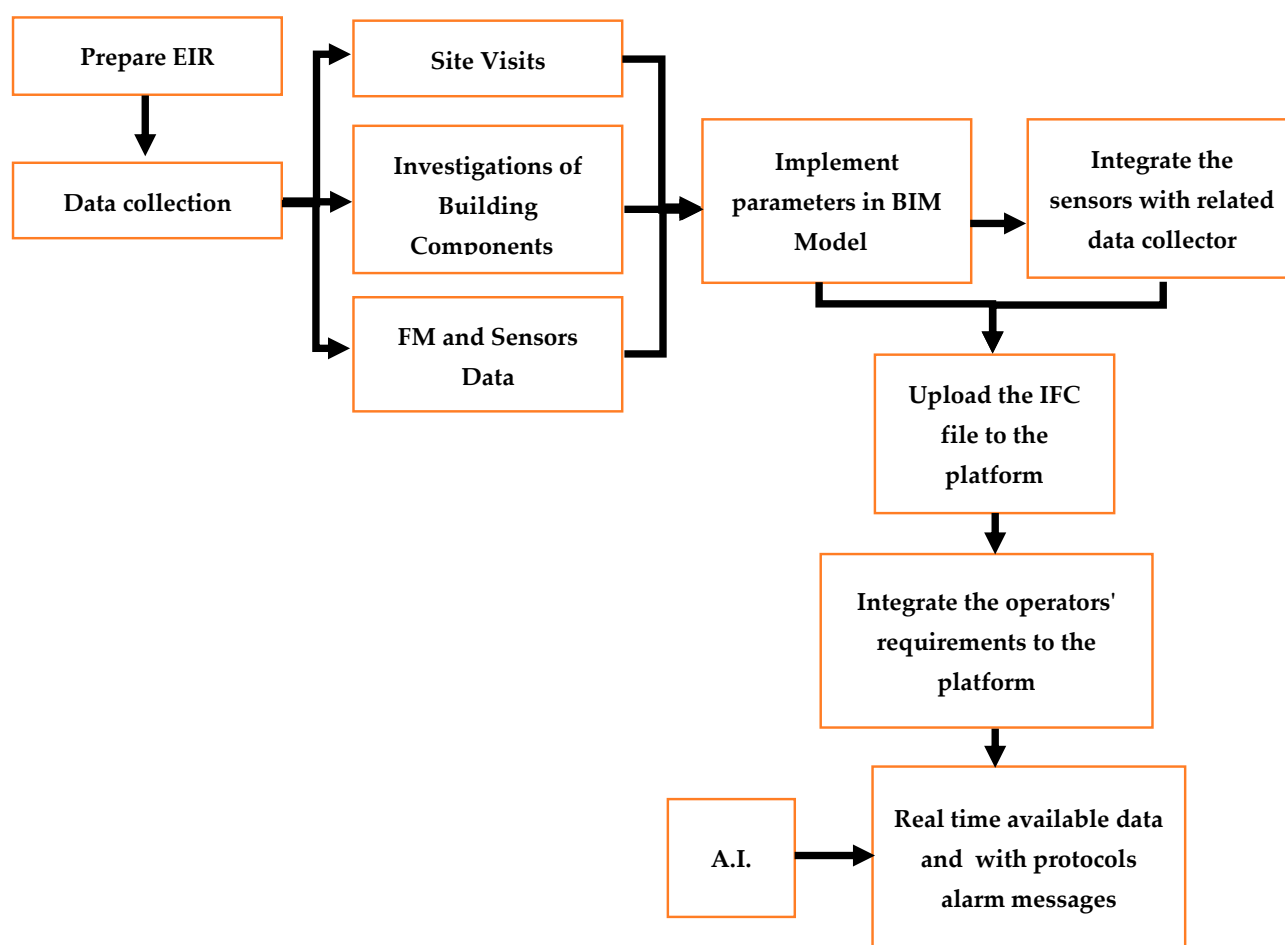 Prepare EIR
Data collection
Site Visits
Investigations of
Building
Components
FM and Sensors
Data
Implement
parameters in BIM
Model
Integrate the
sensors with related
data collector
Upload the IFC
file to the
platform
Integrate the operators'
requirements to the
platform
A.I.
Real time available data
and with protocols
alarm messages